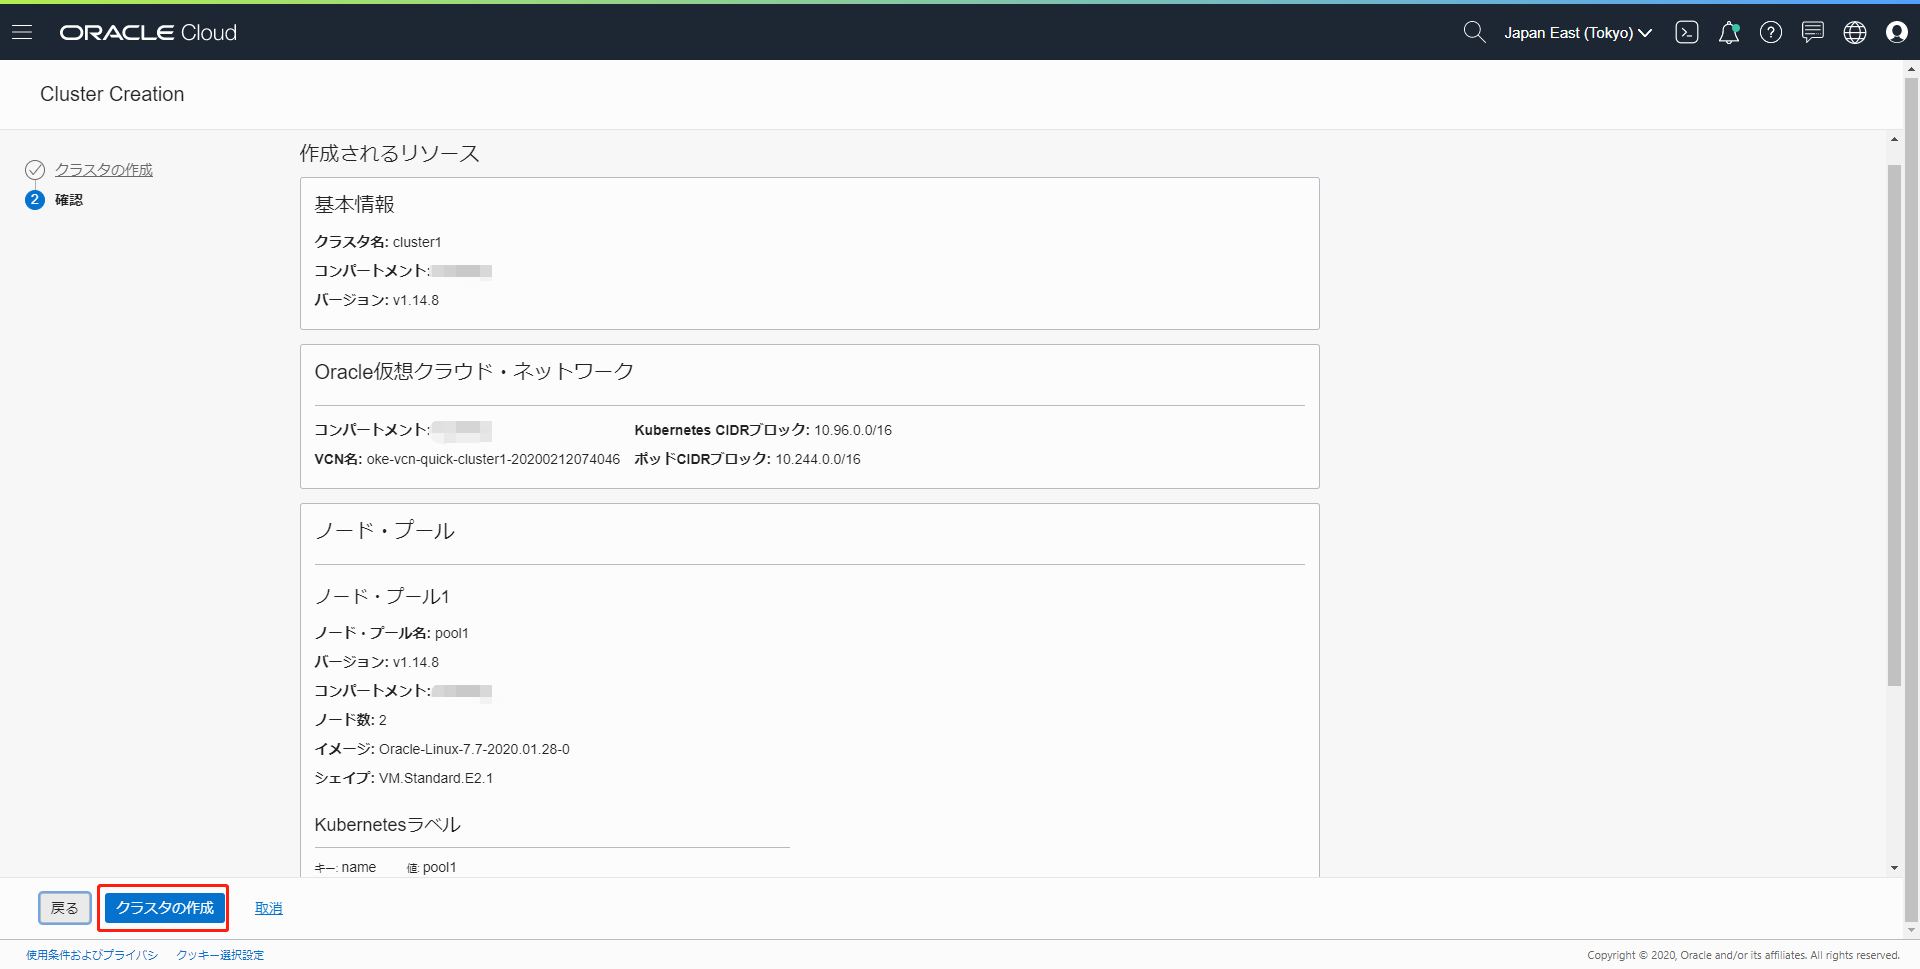 ORACLE Cloud
Japan East (Tokyo)
Cluster Creation
クラスタの作成
2 確認
作成されるリソース
基本情報
クラスタ名: cluster1
コンパートメント:
バージョン: v1.14.8
Oracle仮想クラウド・ネットワーク
コンパートメント: Kubernetes CIDRブロック: 10.96.0.0/16
VCN名: oke-vcn-quick-cluster1-20200212074046 ポッドCIDRブロック: 10.244.0.0/16
ノード・プール
ノード・プール1
ノード・プール名: pool1
バージョン: v1.14.8
コンパートメント:
ノード数: 2
イメージ: Oracle-Linux-7.7-2020.01.28-0
シェイプ: VM.Standard.E2.1
Kubernetesラベル
キー: name 値: pool1
戻る クラスタの作成 取消
使用条件およびプライバシ クッキー選択設定 Copyright © 2020, Oracle and/or its affiliates. All rights reserved.